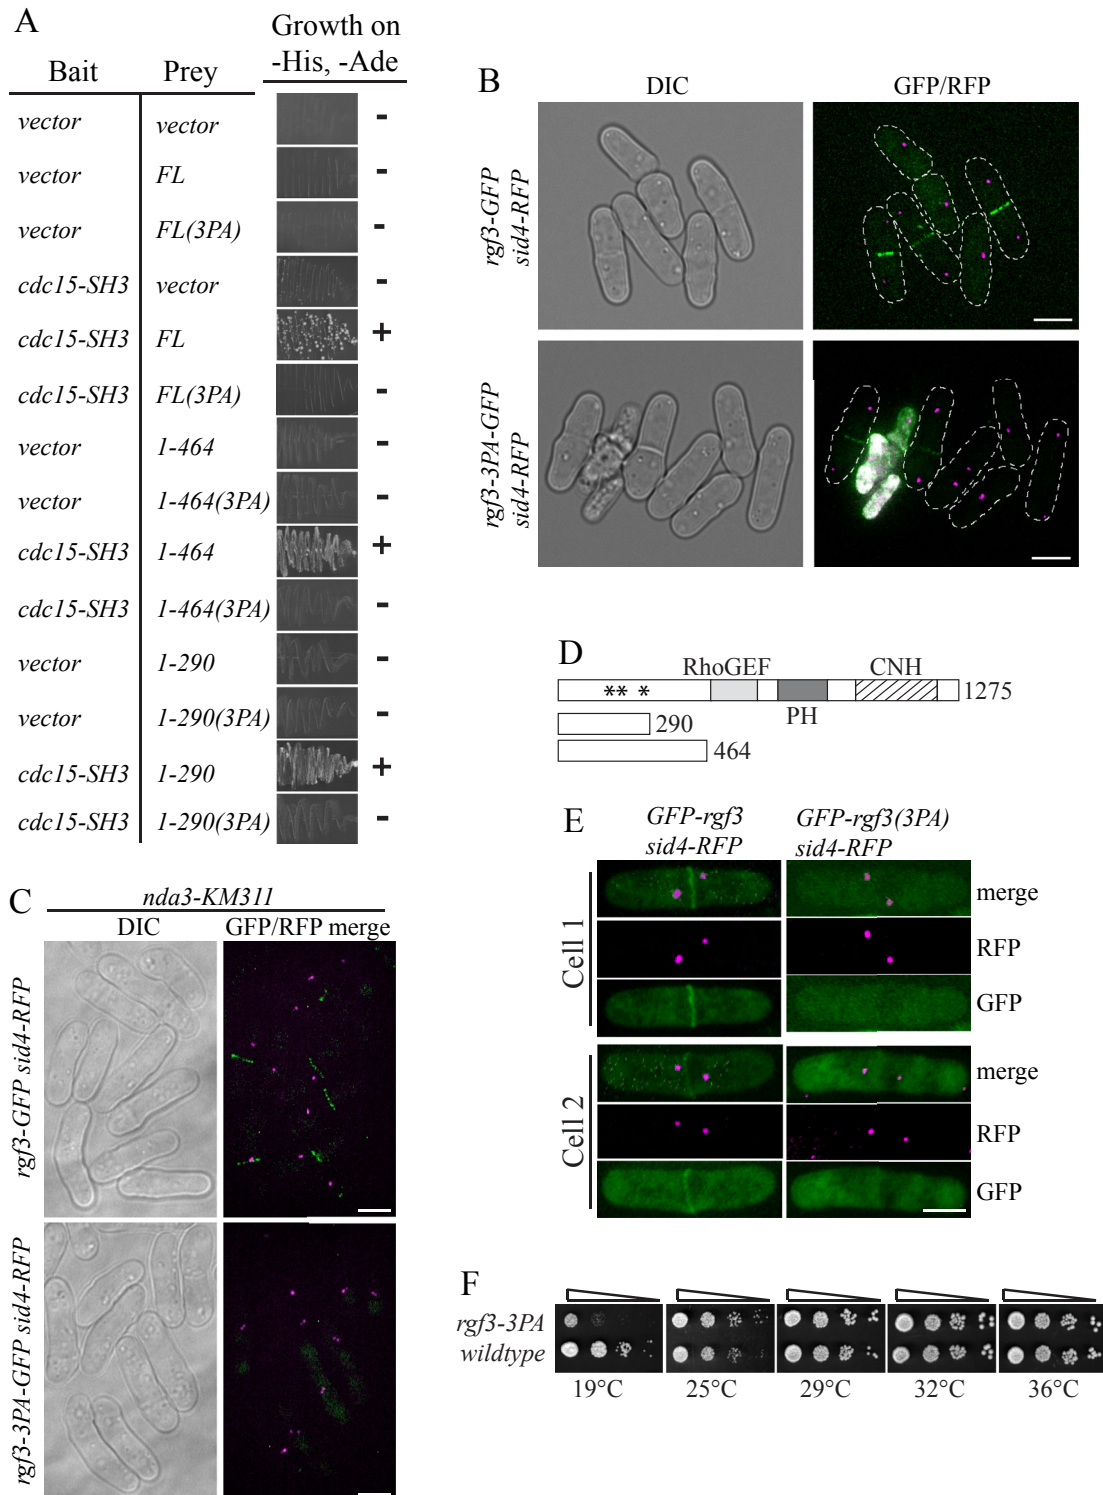 A
Growth on
-His, -Ade
Bait Prey
vector vector -
vector FL -
vector FL(3PA) -
cdc15-SH3 vector -
cdc15-SH3 FL +
cdc15-SH3 FL(3PA) -
vector 1-464 -
vector 1-464(3PA) -
cdc15-SH3 1-464 +
cdc15-SH3 1-464(3PA) -
vector 1-290 -
vector 1-290(3PA) -
cdc15-SH3 1-290 +
cdc15-SH3 1-290(3PA) -
B
DIC GFP/RFP
rgf3-GFP
sid4-RFP
rgf3-3PA-GFP
sid4-RFP
C
nda3-KM311
DIC GFP/RFP merge
rgf3-GFP sid4-RFP
rgf3-3PA-GFP sid4-RFP
D
RhoGEF CNH
** * 1275
PH
290
464
E
GFP-rgf3 GFP-rgf3(3PA)
sid4-RFP sid4-RFP
Cell 1
merge
RFP
GFP
Cell 2
merge
RFP
GFP
F
rgf3-3PA
wildtype
19°C 25°C 29°C 32°C 36°C